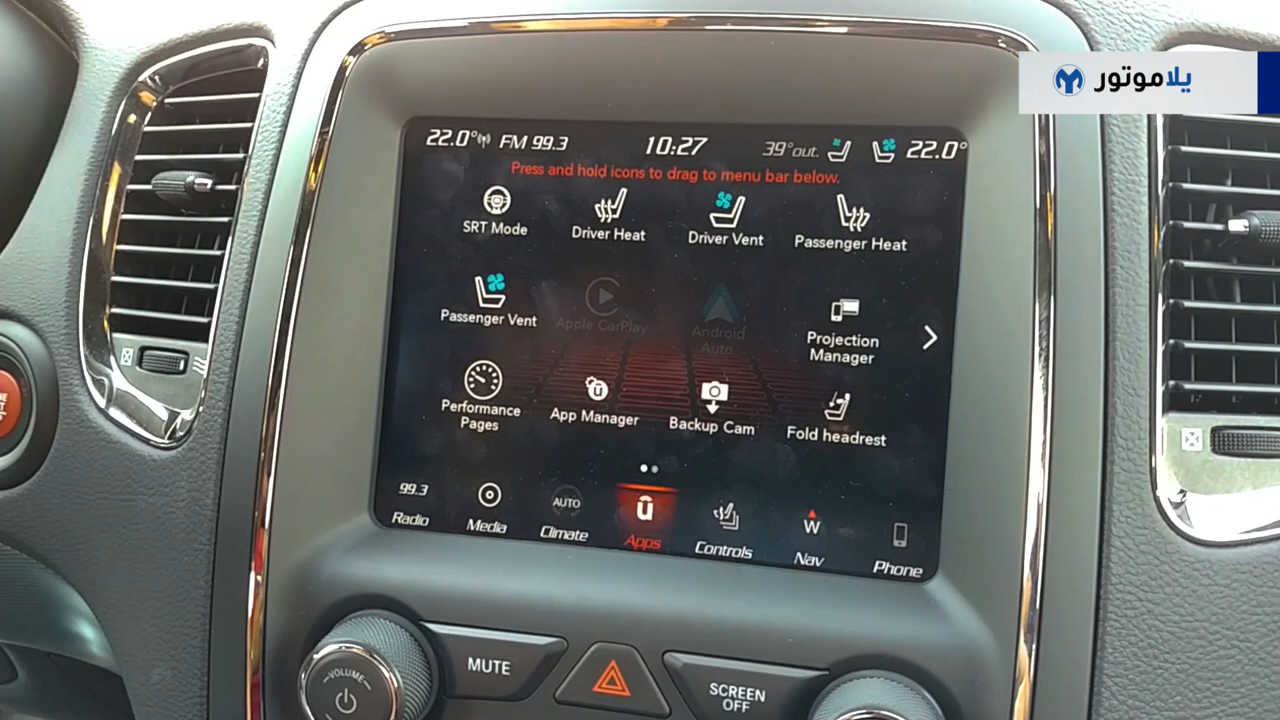 يلاموتور
22.0° FM 99.3 10:27 39°out. 22.0°
Press and hold icons to drag to menu bar below.
SRT Mode
Driver Heat
Driver Vent
Passenger Heat
Passenger Vent
Apple CarPlay
Android
Auto
Projection
Manager
Performance
Pages
App Manager
Backup Cam
Fold headrest
99.3
Radio
Media
AUTO
Climate
Apps
Controls
W
Nav
Phone
VOLUME
MUTE
SCREEN
OFF